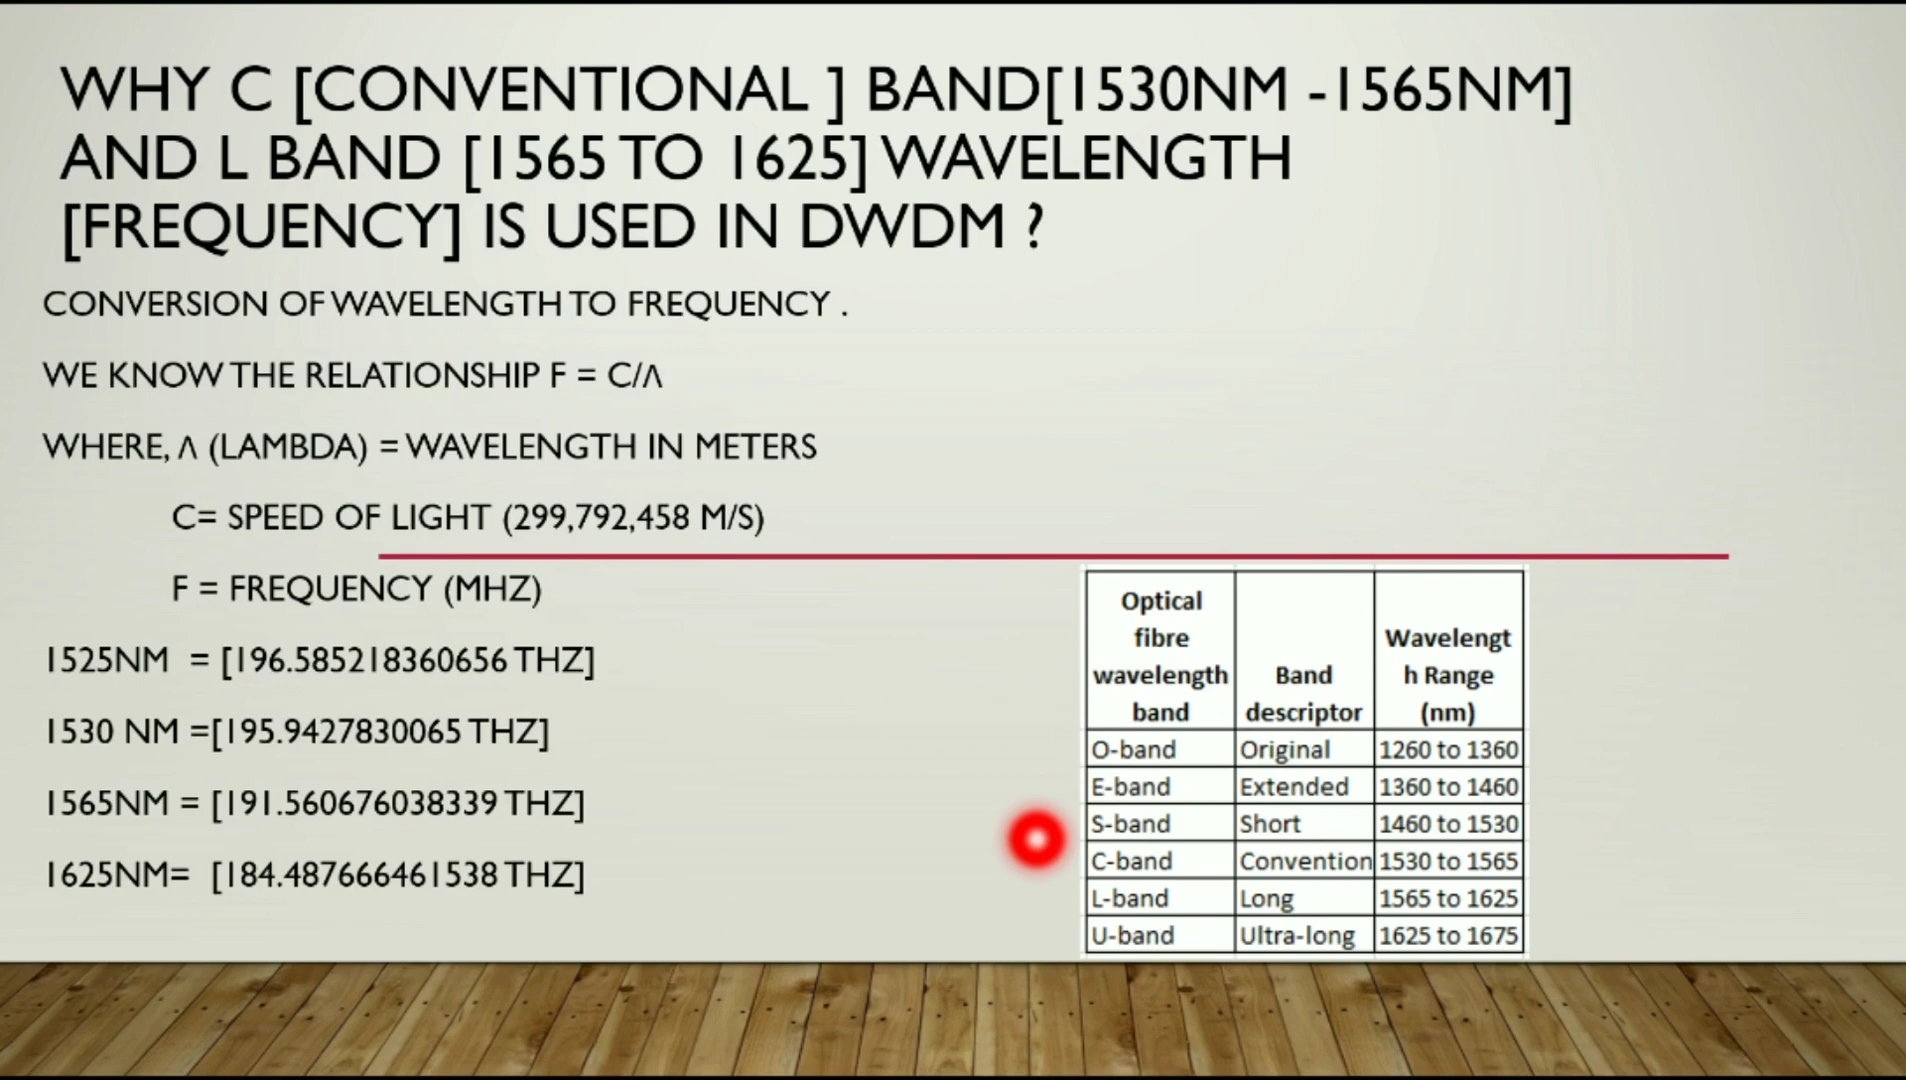 WHY C [CONVENTIONAL ] BAND[1530NM -1565NM]
AND L BAND [1565 TO 1625] WAVELENGTH
[FREQUENCY] IS USED IN DWDM ?
CONVERSION OF WAVELENGTH TO FREQUENCY .
WE KNOW THE RELATIONSHIP F = C/Λ
WHERE, Λ (LAMBDA) = WAVELENGTH IN METERS
C= SPEED OF LIGHT (299,792,458 M/S)
F = FREQUENCY (MHZ)
1525NM = [196.585218360656 THZ]
1530 NM =[195.9427830065 THZ]
1565NM = [191.560676038339 THZ]
1625NM= [184.487666461538 THZ]
Optical
fibre
wavelength
band
Band
descriptor
Wavelengt
h Range
(nm)
O-band Original 1260 to 1360
E-band Extended 1360 to 1460
S-band Short 1460 to 1530
C-band Convention 1530 to 1565
L-band Long 1565 to 1625
U-band Ultra-long 1625 to 1675